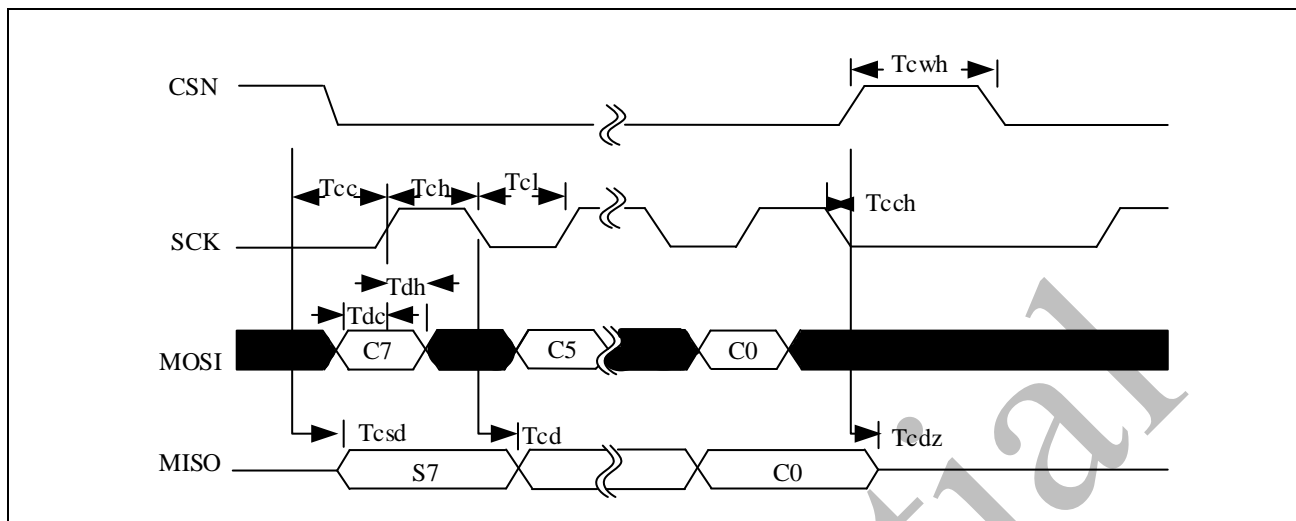 CSN
Tcwh
Tcc Tch Tcl
Tcch
SCK
Tdh
Tdc
MOSI
C7 C5 C0
Tcsd Tcd Tcdz
MISO
S7 C0
tial